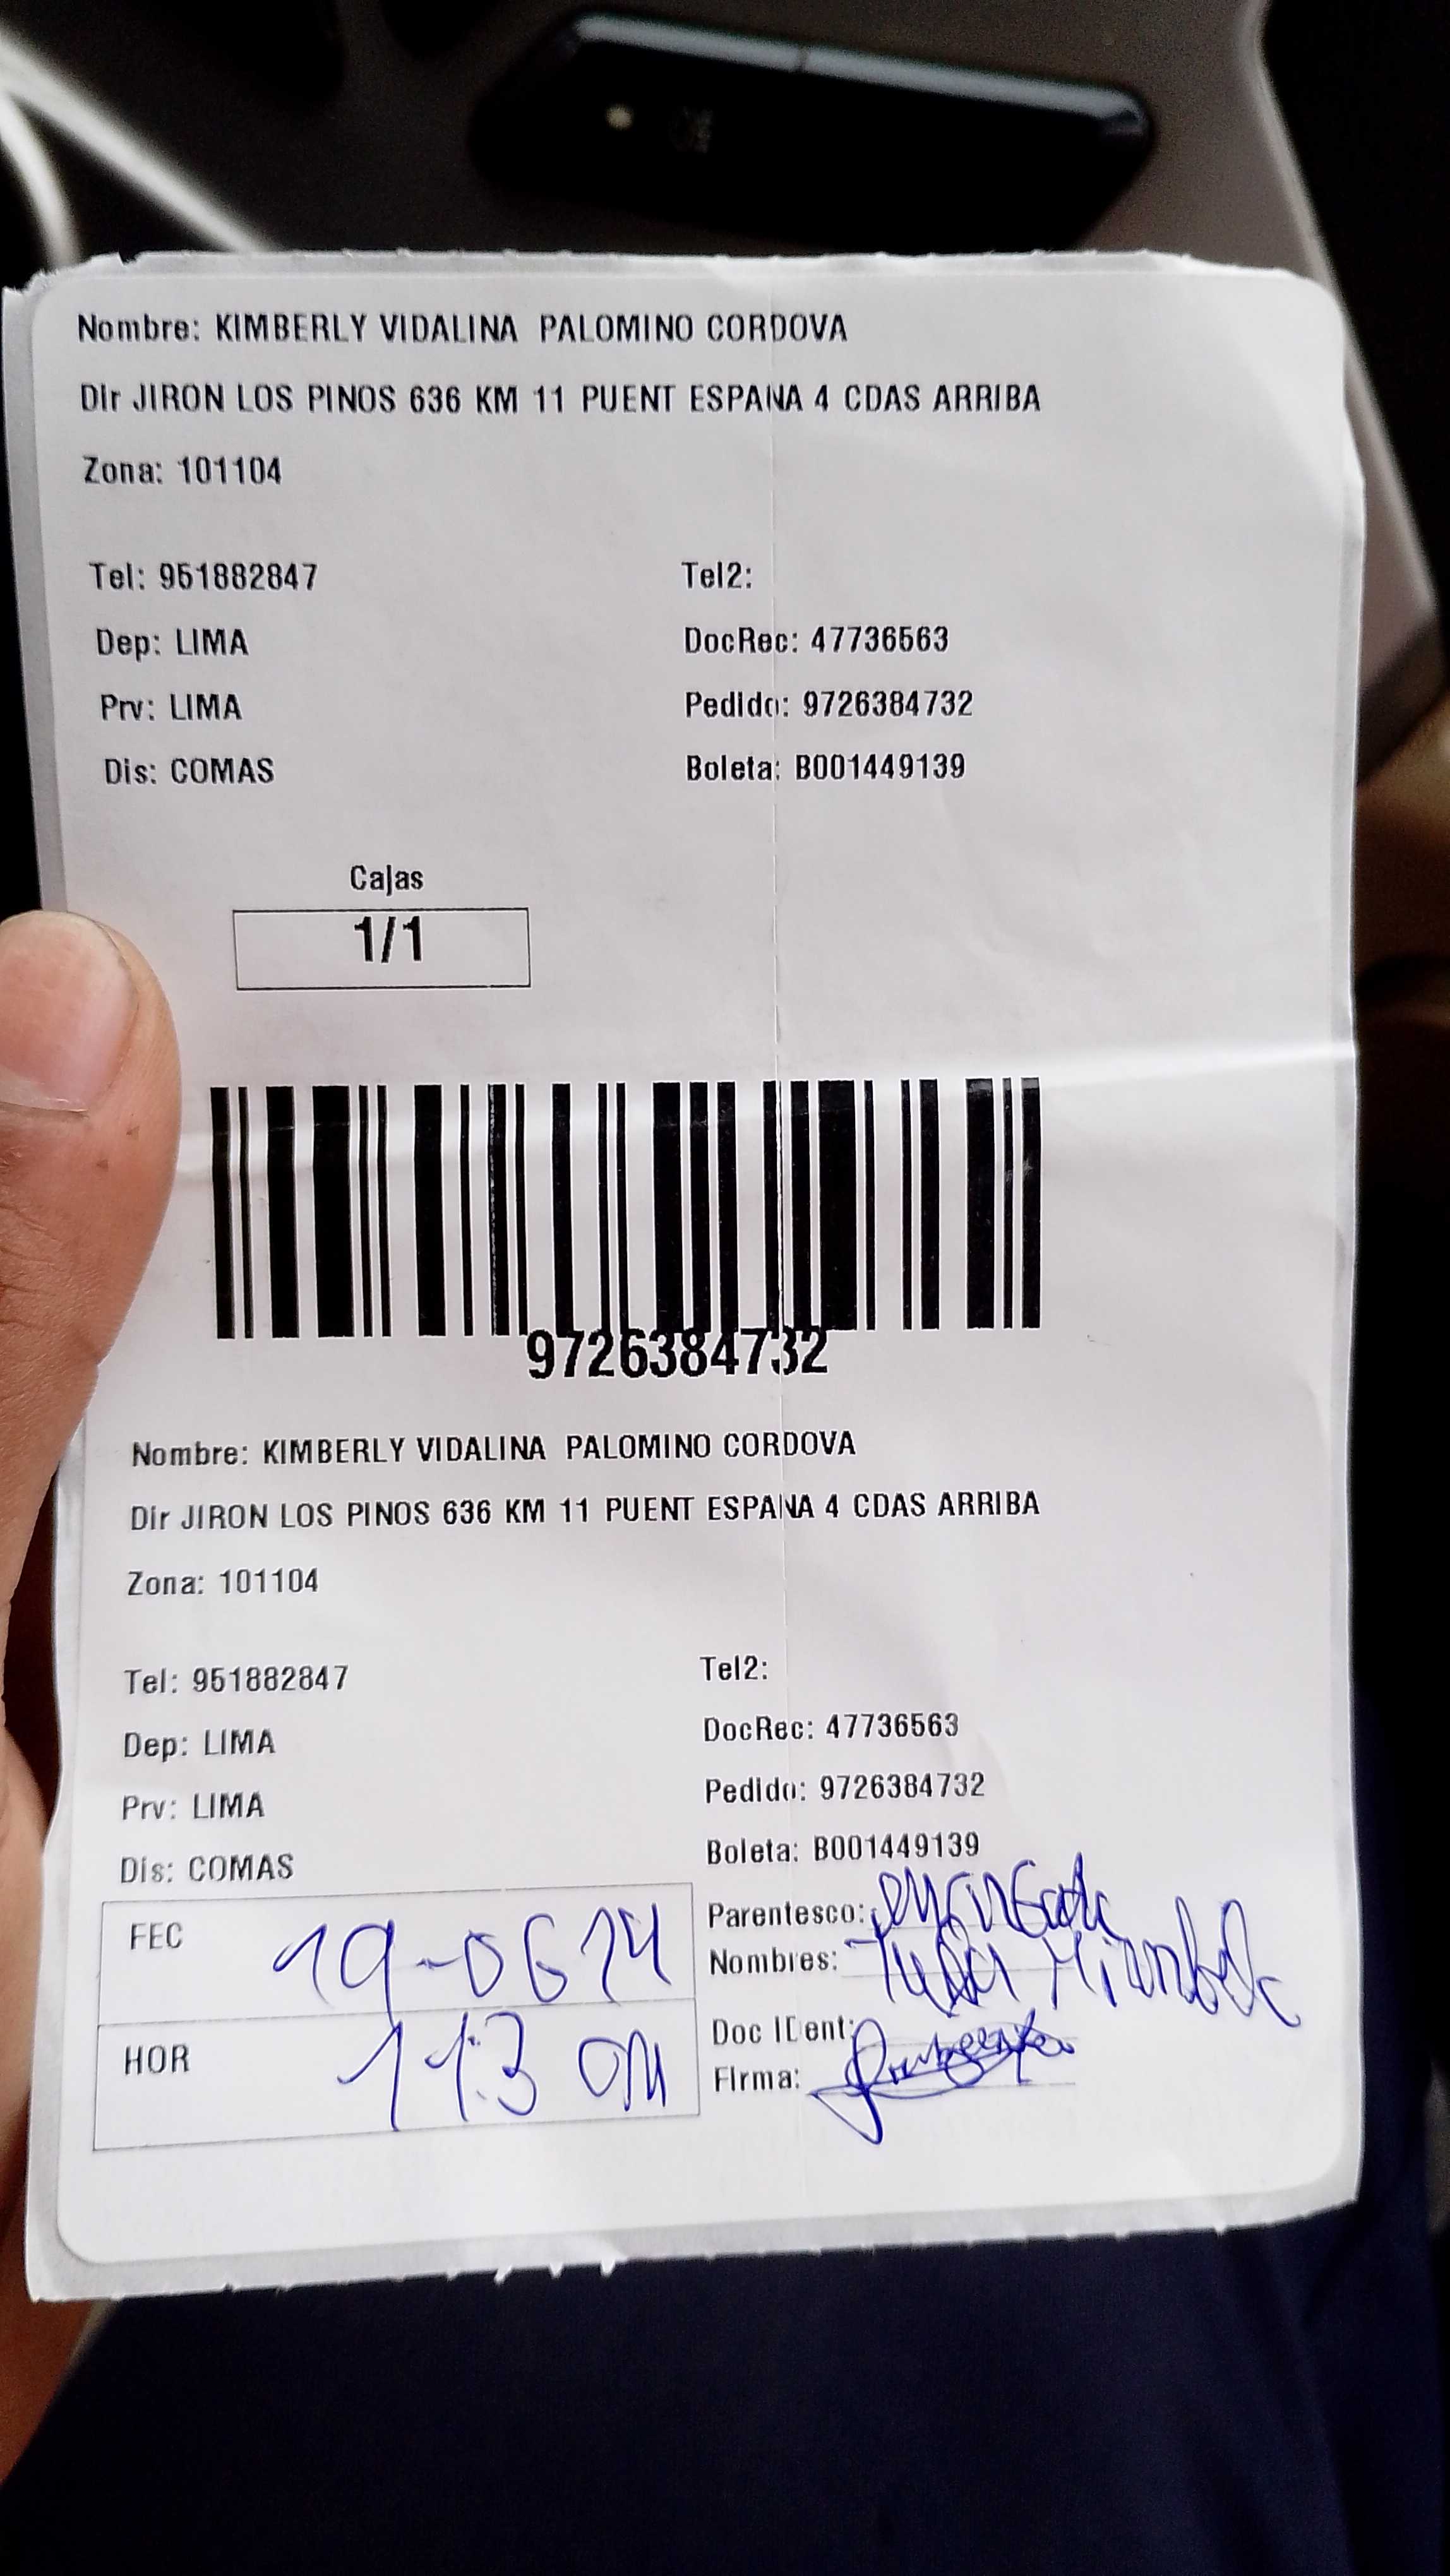 Nombre: KIMBERLY VIDALINA PALOMINO CORDOVA
Dir JIRON LOS PINOS 636 KM 11 PUENT ESPANA 4 CDAS ARRIBA
Zona: 101104
Tel: 951882847 Tel2:
Dep: LIMA DocRec: 47736563
Prv: LIMA Pedido: 9726384732
Dis: COMAS Boleta: B001449139
Cajas
1/1
9726384732
Nombre: KIMBERLY VIDALINA PALOMINO CORDOVA
Dir JIRON LOS PINOS 636 KM 11 PUENT ESPANA 4 CDAS ARRIBA
Zona: 101104
Tel: 951882847 Tel2:
Dep: LIMA DocRec: 47736563
Prv: LIMA Pedido: 9726384732
Dis: COMAS Boleta: B001449139
FEC 19-06 Parentesco:
Nombres:
HOR Doc IDent:
Firma: